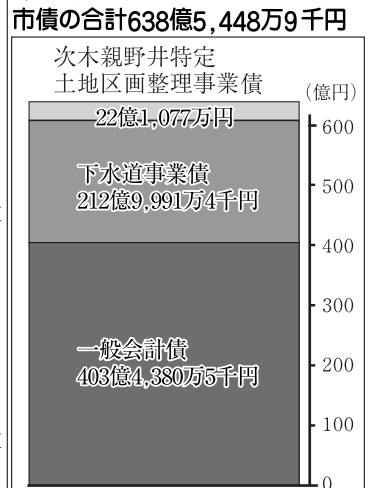 市債の合計638億5,448万9千円
次木親野井特定
土地区画整理事業債
(億円)
22億1,077万円
600
下水道事業債
212億9,991万4千円
500
400
300
一般会計債
403億4,380万5千円
200
100
0